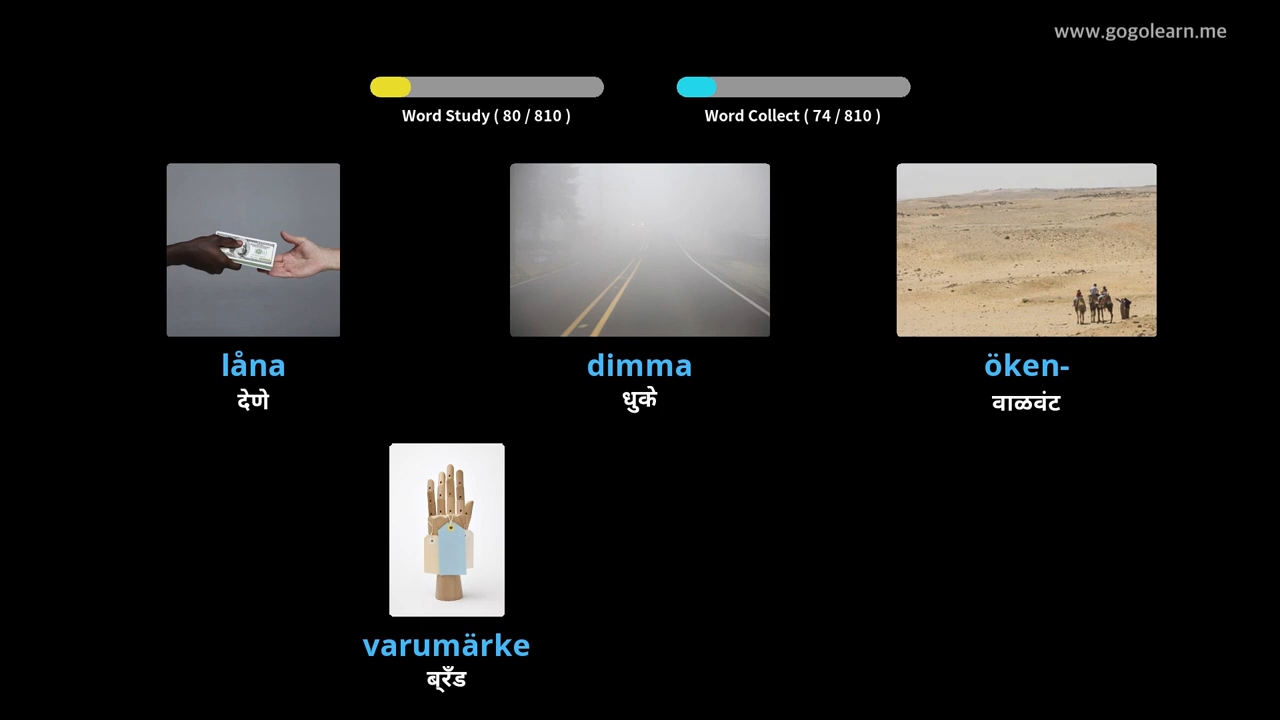 www.gogolearn.me
Word Study ( 80 / 810 )
Word Collect ( 74 / 810 )
låna
देणे
dimma
धुके
öken-
वाळवंट
varumärke
ब्रँड